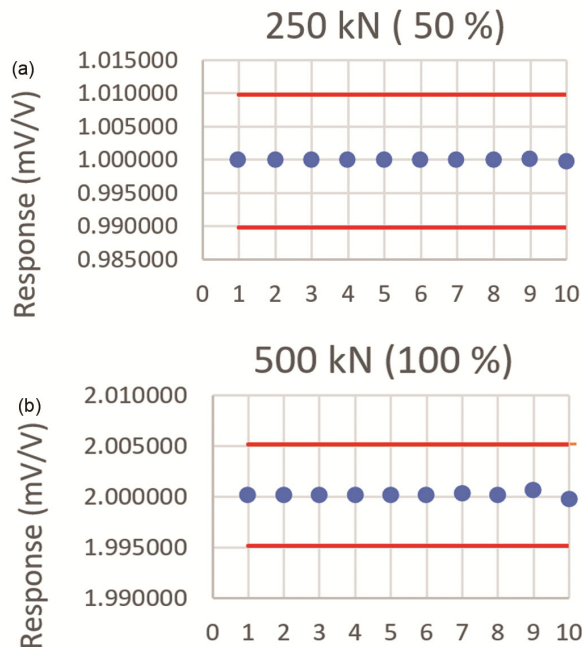 250 kN ( 50 %)
(a)
Response (mV/V)
1.015000
1.010000
1.005000
1.000000
0.995000
0.990000
0.985000
0 1 2 3 4 5 6 7 8 9 10
500 kN (100 %)
(b)
Response (mV/V)
2.010000
2.005000
2.000000
1.995000
1.990000
0 1 2 3 4 5 6 7 8 9 10